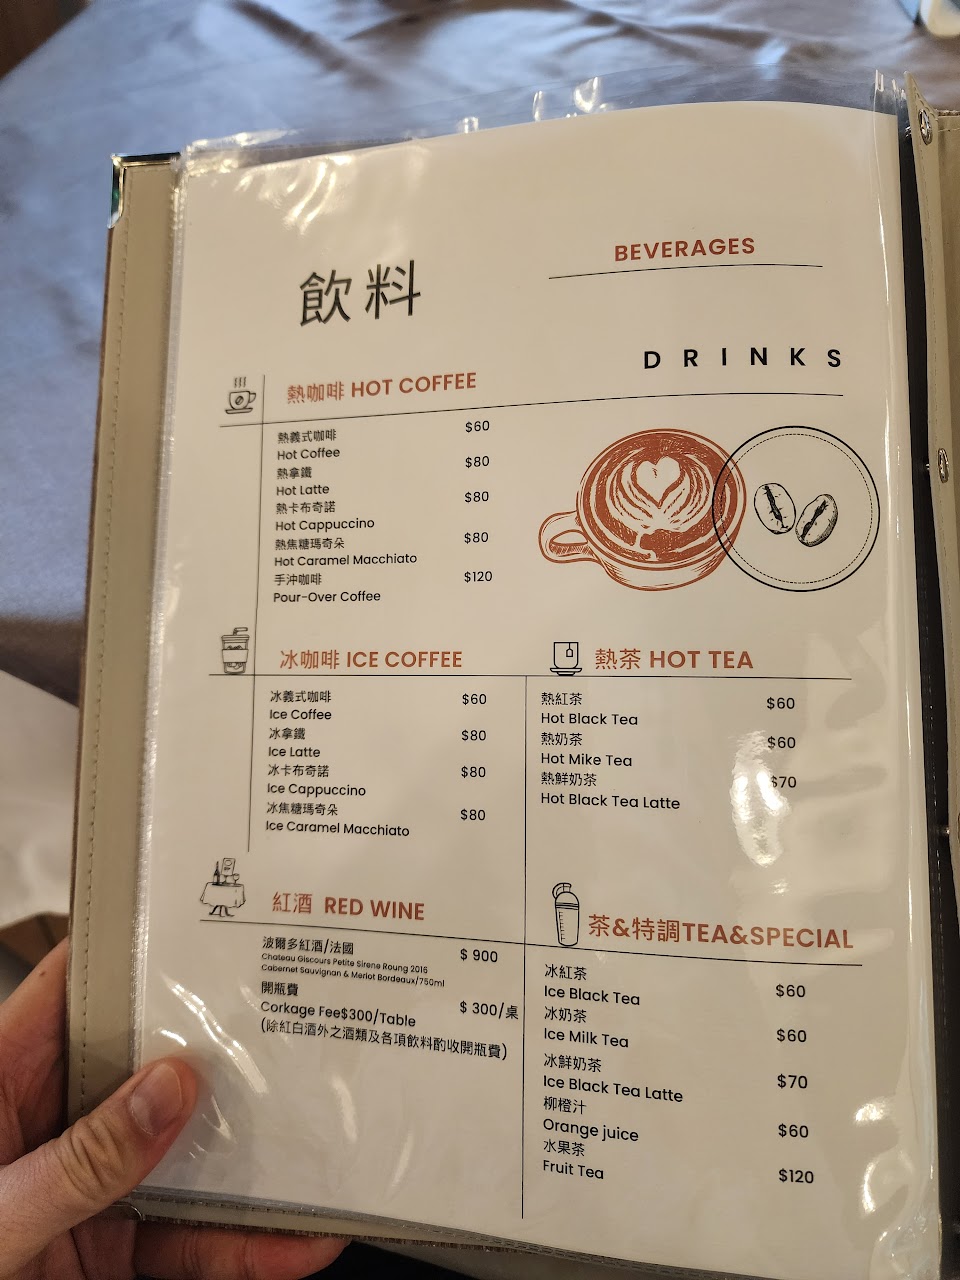 BEVERAGES
飲料
DRINKS
熱咖啡 HOT COFFEE
熱義式咖啡 $60
Hot Coffee
熱拿鐵 $80
Hot Latte
熱卡布奇諾 $80
Hot Cappuccino
熱焦糖瑪奇朵 $80
Hot Caramel Macchiato
手沖咖啡 $120
Pour-Over Coffee
冰咖啡 ICE COFFEE
冰義式咖啡 $60
Ice Coffee
冰拿鐵 $80
Ice Latte
冰卡布奇諾 $80
Ice Cappuccino
冰焦糖瑪奇朵 $80
Ice Caramel Macchiato
熱茶 HOT TEA
熱紅茶 $60
Hot Black Tea
熱奶茶 $60
Hot Mike Tea
熱鮮奶茶 $70
Hot Black Tea Latte
紅酒 RED WINE
波爾多紅酒/法國 $ 900
Chateau Giscours Petite Sirene Roung 2016
Cabernet Sauvignan & Merlot Bordeaux/750ml
開瓶費 $ 300/桌
Corkage Fee$300/Table
(除紅白酒外之酒類及各項飲料酌收開瓶費)
茶&特調TEA&SPECIAL
冰紅茶 $60
Ice Black Tea
冰奶茶 $60
Ice Milk Tea
冰鮮奶茶 $70
Ice Black Tea Latte
柳橙汁 $60
Orange juice
水果茶 $120
Fruit Tea